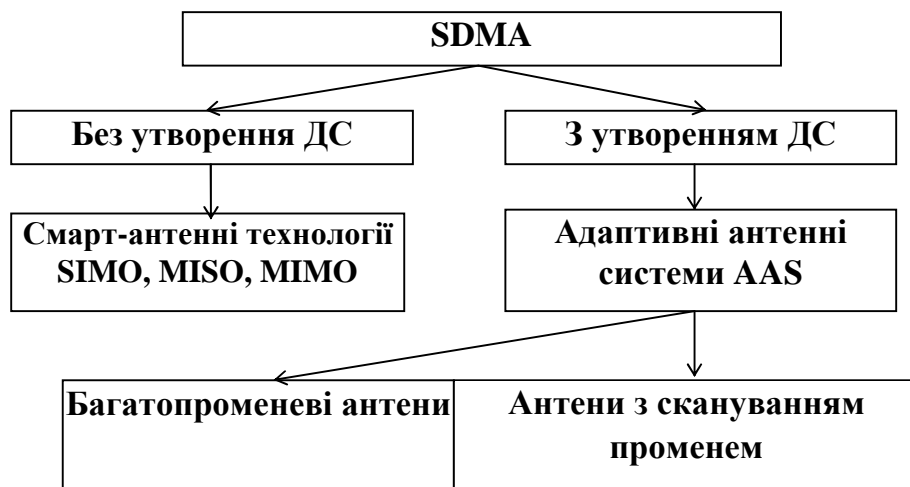 SDMA
Без утворення ДС
З утворенням ДС
Смарт-антенні технології
SIMO, MISO, MIMO
Адаптивні антенні
системи AAS
Багатопроменеві антени
Антени з скануванням
променем